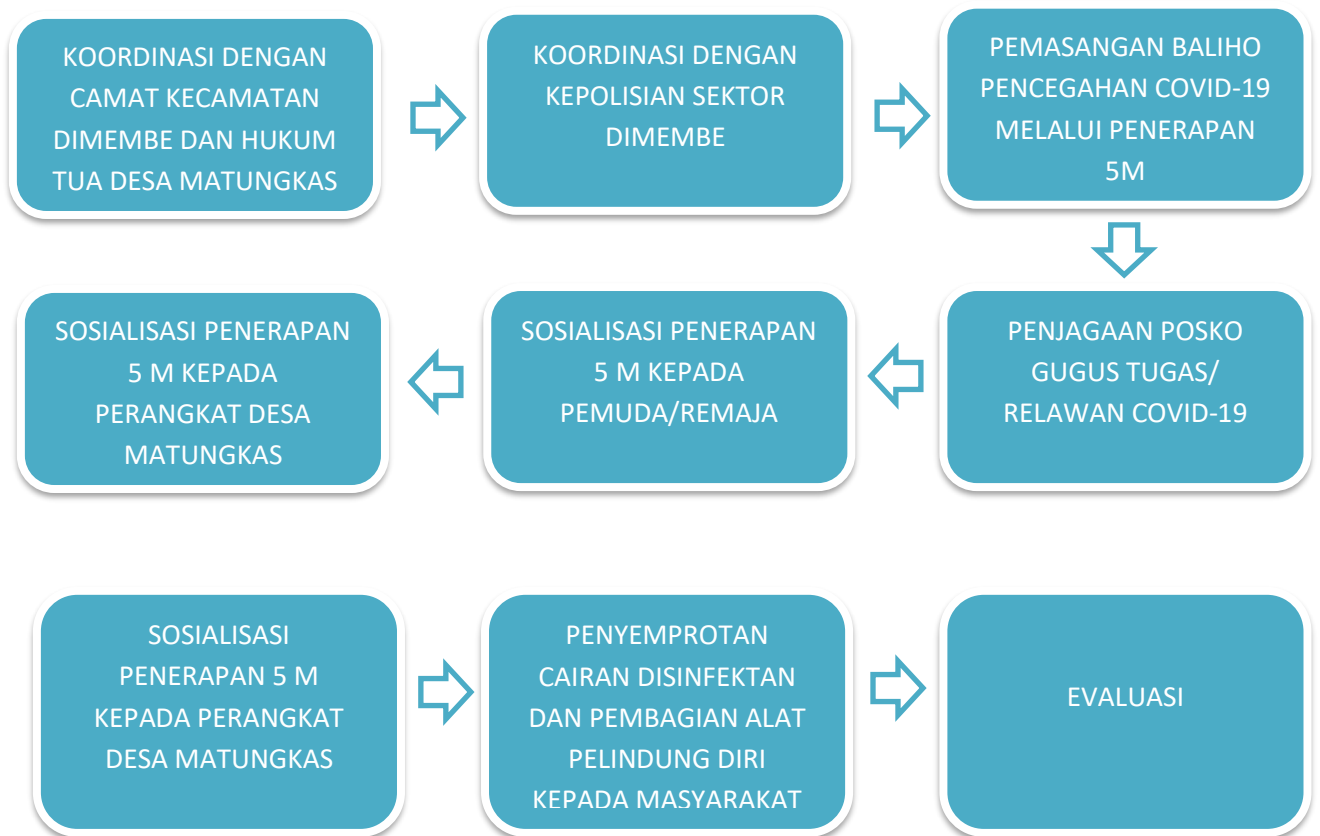 KOORDINASI DENGAN
CAMAT KECAMATAN
DIMEMBE DAN HUKUM
TUA DESA MATUNGKAS
KOORDINASI DENGAN
KEPOLISIAN SEKTOR
DIMEMBE
PEMASANGAN BALIHO
PENCEGAHAN COVID-19
MELALUI PENERAPAN
5M
PENJAGAAN POSKO
GUGUS TUGAS/
RELAWAN COVID-19
SOSIALISASI PENERAPAN
5 M KEPADA
PEMUDA/REMAJA
SOSIALISASI PENERAPAN
5 M KEPADA
PERANGKAT DESA
MATUNGKAS
SOSIALISASI
PENERAPAN 5 M
KEPADA PERANGKAT
DESA MATUNGKAS
PENYEMPROTAN
CAIRAN DISINFEKTAN
DAN PEMBAGIAN ALAT
PELINDUNG DIRI
KEPADA MASYARAKAT
EVALUASI